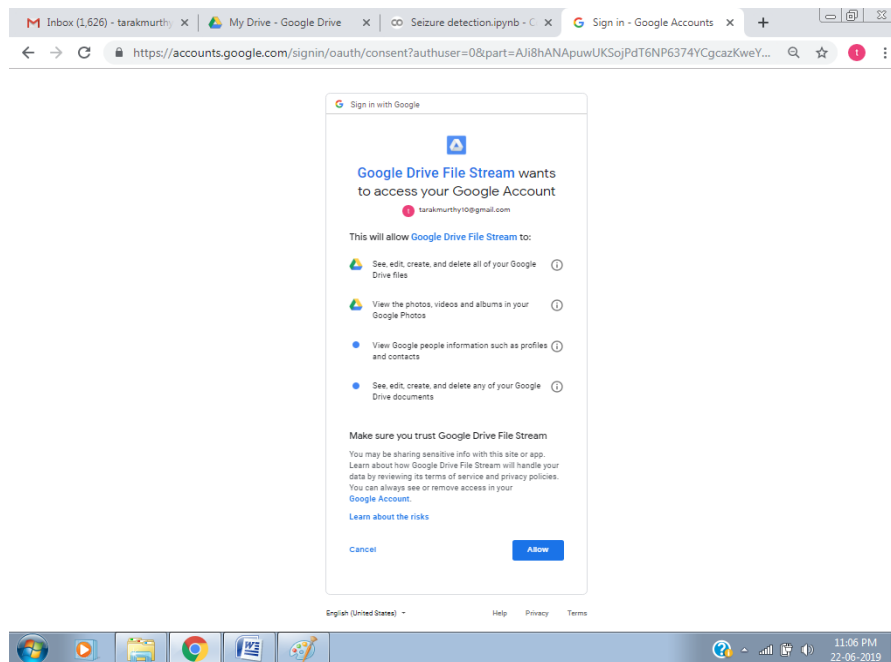 Inbox (1,626) - tarakmurthy
My Drive - Google Drive
Seizure detection.ipynb - C
Sign in - Google Accounts
https://accounts.google.com/signin/oauth/consent?authuser=0&part=AJi8hANApuwUKSojPdT6NP6374YCgcazKweY...
t
Sign in with Google
Google Drive File Stream wants
to access your Google Account
t tarakmurthy10@gmail.com
This will allow Google Drive File Stream to:
See, edit, create, and delete all of your Google
Drive files
View the photos, videos and albums in your
Google Photos
View Google people information such as profiles
and contacts
See, edit, create, and delete any of your Google
Drive documents
Make sure you trust Google Drive File Stream
You may be sharing sensitive info with this site or app.
Learn about how Google Drive File Stream will handle your
data by reviewing its terms of service and privacy policies.
You can always see or remove access in your
Google Account.
Learn about the risks
Cancel Allow
English (United States) Help Privacy Terms
11:06 PM
22-06-2019